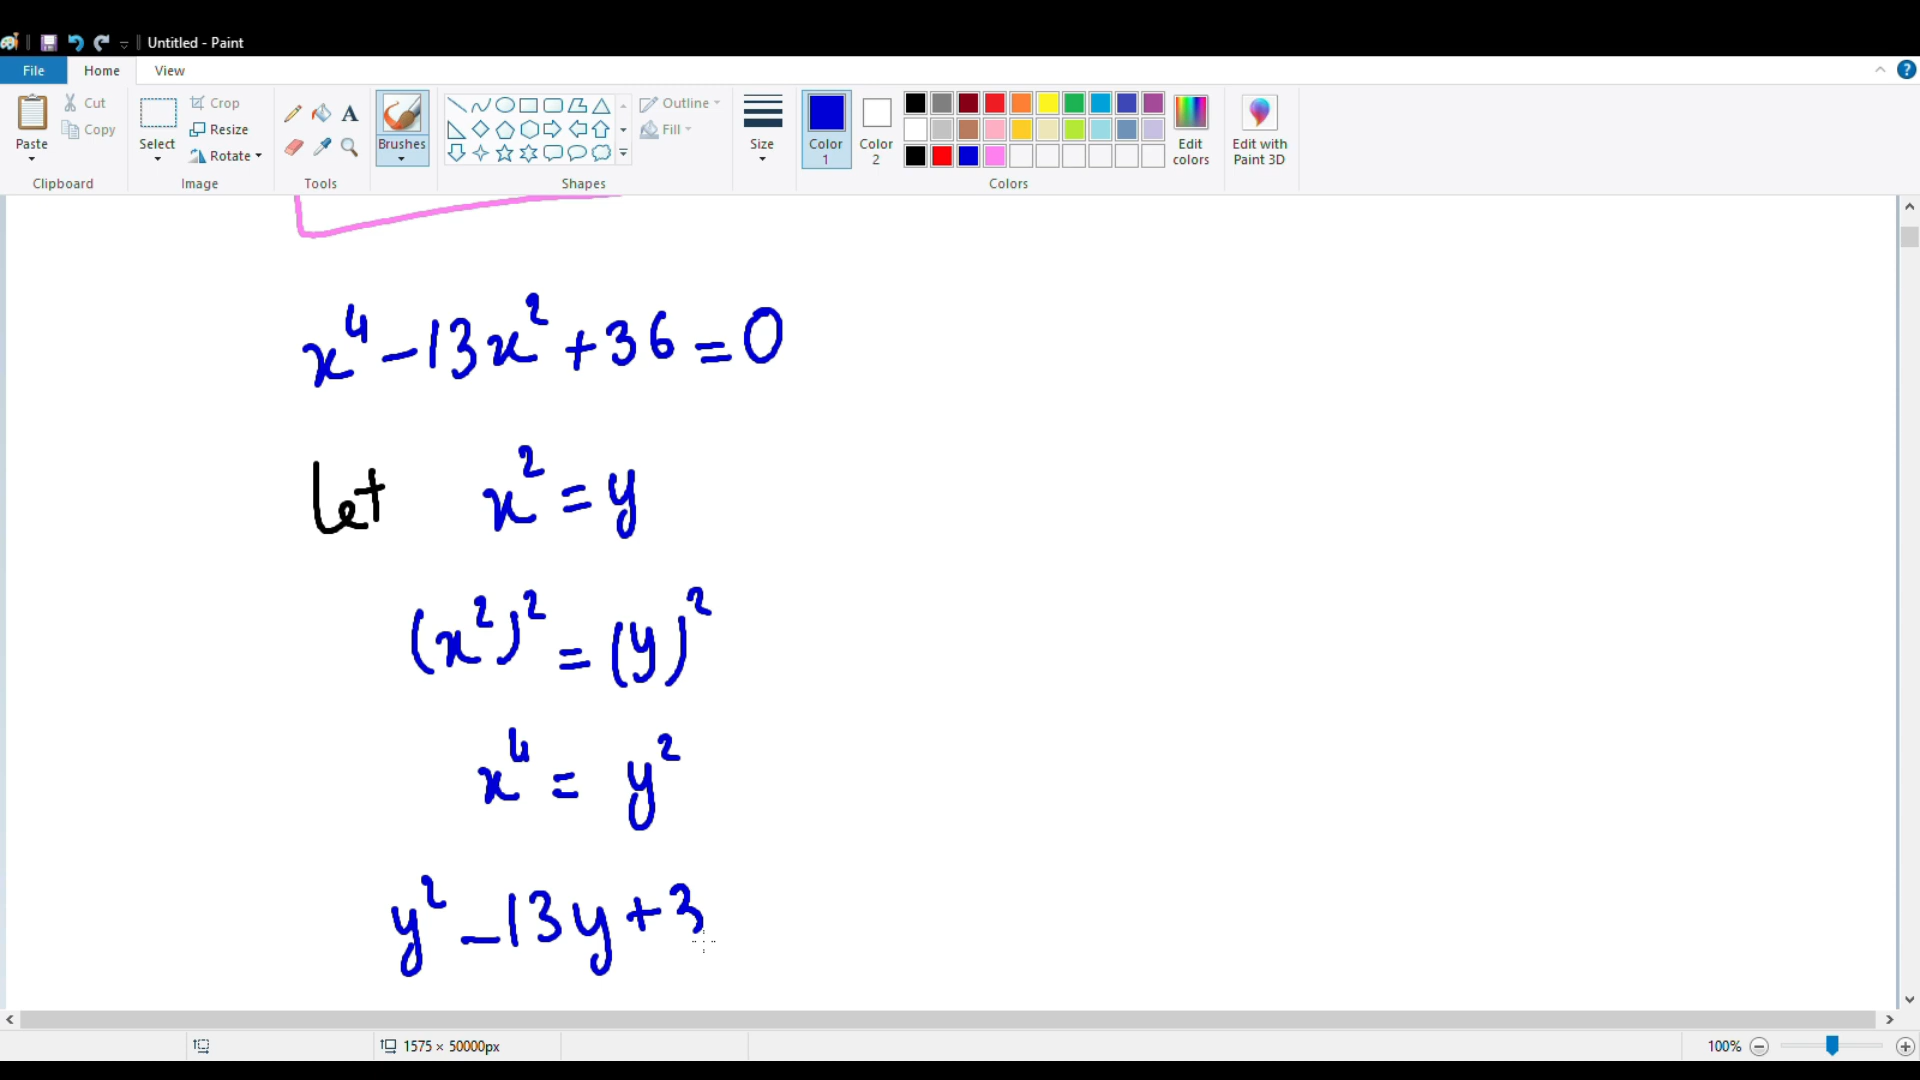 Untitled - Paint
File Home View
Paste Cut Copy Clipboard
Select Crop Resize Rotate Image
Tools
Brushes
Outline Fill Shapes
Size
Color 1 Color 2 Edit colors Colors
Edit with Paint 3D
x⁴ - 13x² + 36 = 0
Let x² = y
(x²)² = (y)²
x⁴ = y²
y² - 13y + 3
1575 × 50000px 100%